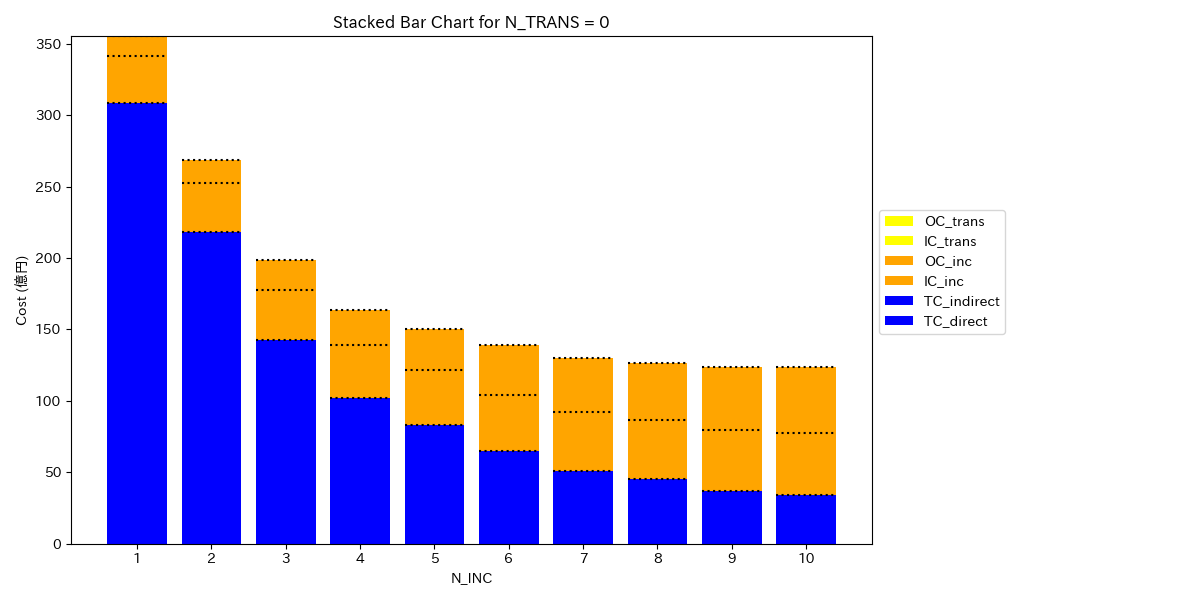 Stacked Bar Chart for N_TRANS = 0
Cost (億円)
350
300
250
200
150
100
50
0
1 2 3 4 5 6 7 8 9 10
N_INC
OC_trans
IC_trans
OC_inc
IC_inc
TC_indirect
TC_direct